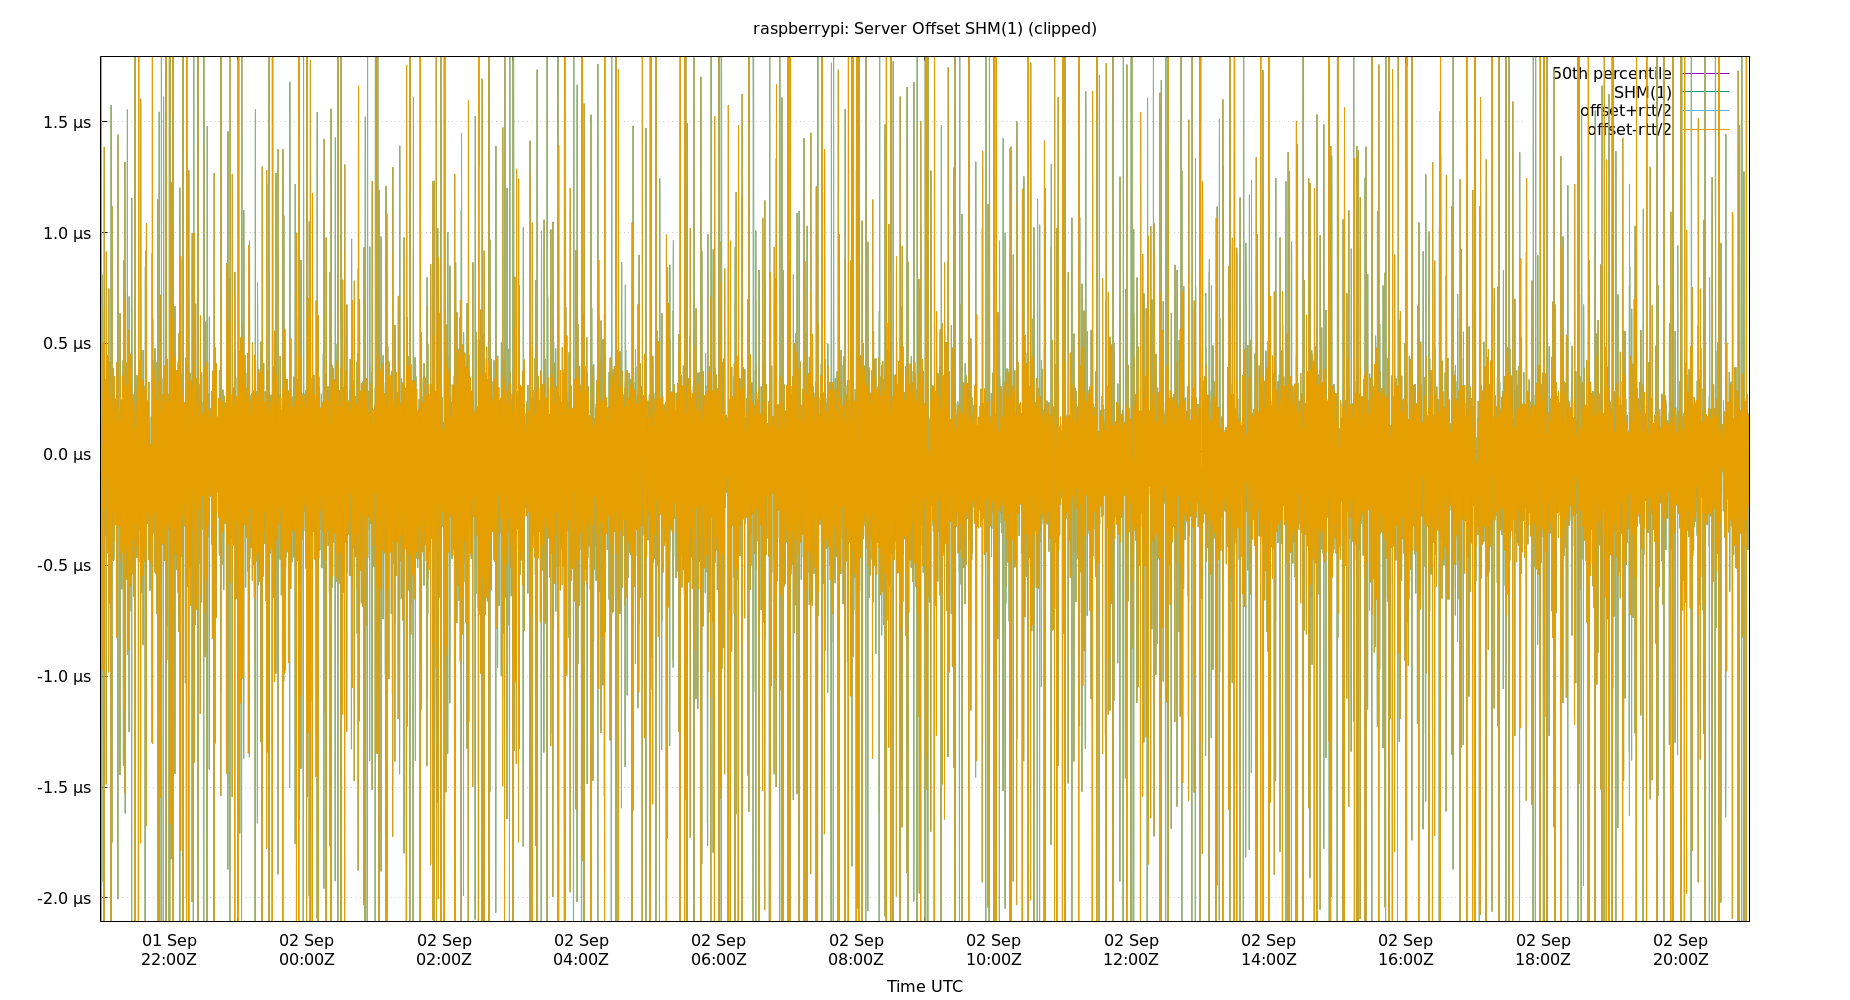 raspberrypi: Server Offset SHM(1) (clipped)
50th percentile
SHM(1)
offset+rtt/2
offset-rtt/2
1.5 µs
1.0 µs
0.5 µs
0.0 µs
-0.5 µs
-1.0 µs
-1.5 µs
-2.0 µs
01 Sep 02 Sep 02 Sep 02 Sep 02 Sep 02 Sep 02 Sep 02 Sep 02 Sep 02 Sep 02 Sep 02 Sep
22:00Z 00:00Z 02:00Z 04:00Z 06:00Z 08:00Z 10:00Z 12:00Z 14:00Z 16:00Z 18:00Z 20:00Z
Time UTC